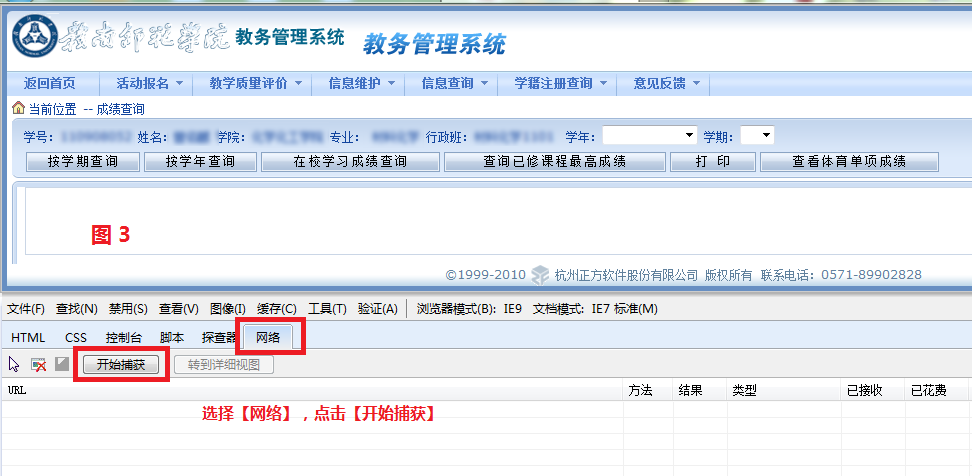 赣南师范学院 教务管理系统 教务管理系统
返回首页 活动报名 教学质量评价 信息维护 信息查询 学籍注册查询 意见反馈
当前位置 -- 成绩查询
学号: 姓名: 学院: 专业: 行政班: 学年: 学期:
按学期查询 按学年查询 在校学习成绩查询 查询已修课程最高成绩 打 印 查看体育单项成绩
图 3
©1999-2010 杭州正方软件股份有限公司 版权所有 联系电话：0571-89902828
文件(F) 查找(N) 禁用(S) 查看(V) 图像(I) 缓存(C) 工具(T) 验证(A) 浏览器模式(B): IE9 文档模式: IE7 标准(M)
HTML CSS 控制台 脚本 探查器 网络
开始捕获 转到详细视图
URL 方法 结果 类型 已接收 已花费
选择【网络】，点击【开始捕获】